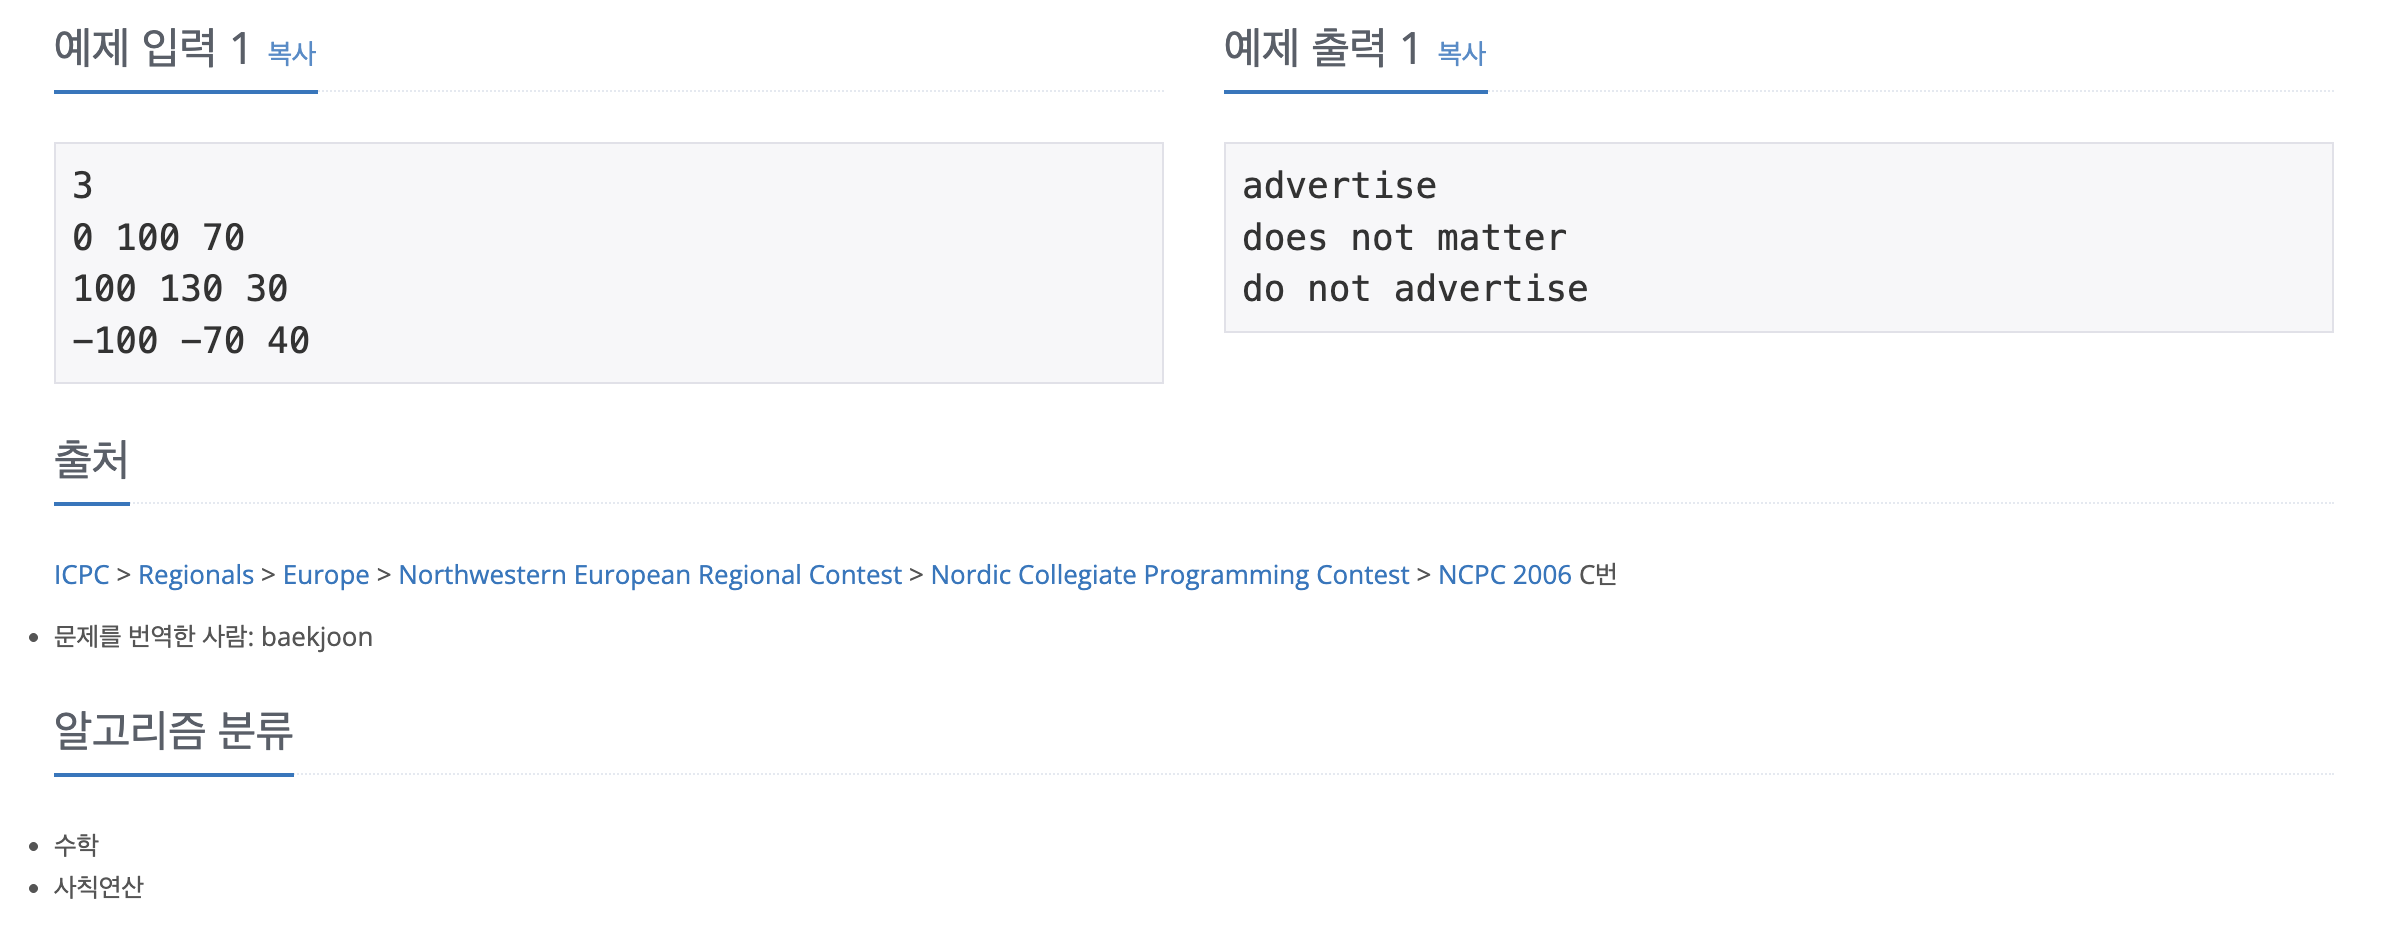 예제 입력 1 복사
3
0 100 70
100 130 30
-100 -70 40
예제 출력 1 복사
advertise
does not matter
do not advertise
출처
ICPC > Regionals > Europe > Northwestern European Regional Contest > Nordic Collegiate Programming Contest > NCPC 2006 C번
문제를 번역한 사람: baekjoon
알고리즘 분류
수학
사칙연산